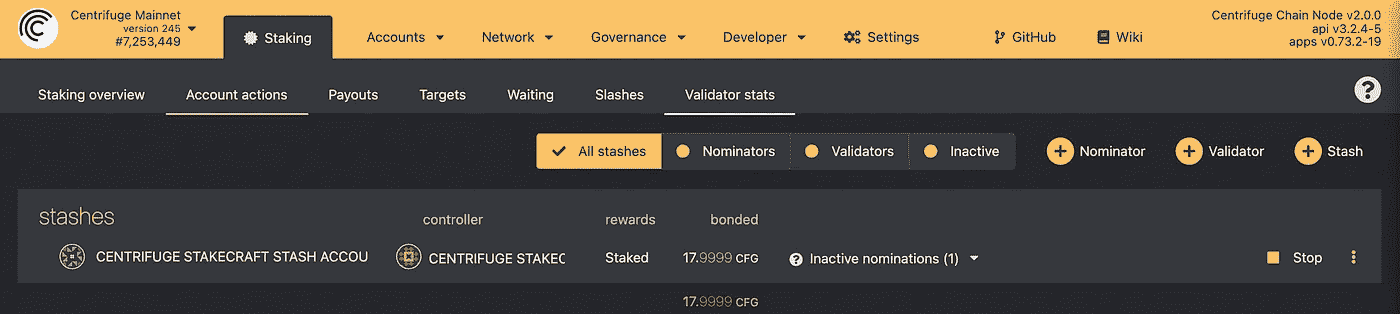 Centrifuge Mainnet
version 245
#7,253,449
Staking
Accounts
Network
Governance
Developer
Settings
GitHub
Wiki
Centrifuge Chain Node v2.0.0
api v3.2.4-5
apps v0.73.2-19
Staking overview
Account actions
Payouts
Targets
Waiting
Slashes
Validator stats
?
All stashes
Nominators
Validators
Inactive
Nominator
Validator
Stash
stashes
controller
rewards
bonded
CENTRIFUGE STAKECRAFT STASH ACCOU
CENTRIFUGE STAKEC
Staked
17.9999 CFG
? Inactive nominations (1)
Stop
17.9999 CFG